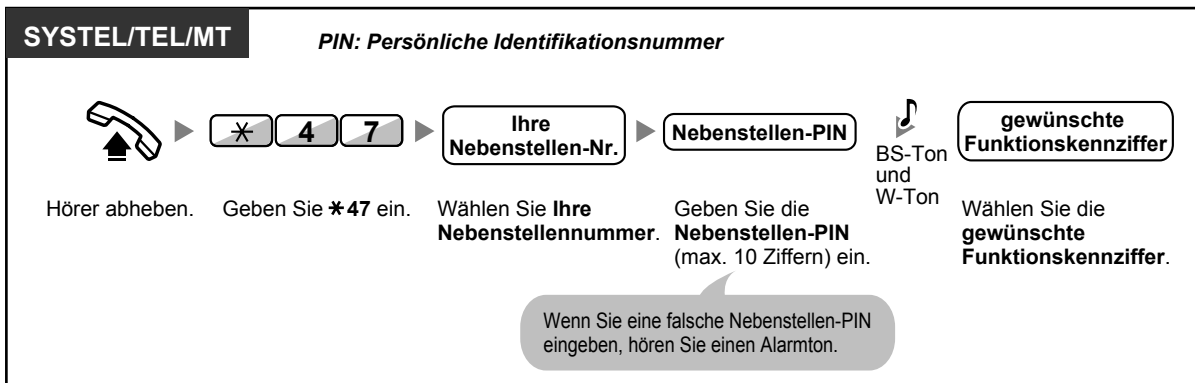 SYSTEL/TEL/MT
PIN: Persönliche Identifikationsnummer
* 4 7
Ihre
Nebenstellen-Nr.
Nebenstellen-PIN
BS-Ton
und
W-Ton
gewünschte
Funktionskennziffer
Hörer abheben.
Geben Sie *47 ein.
Wählen Sie Ihre
Nebenstellennummer.
Geben Sie die
Nebenstellen-PIN
(max. 10 Ziffern) ein.
Wählen Sie die
gewünschte
Funktionskennziffer.
Wenn Sie eine falsche Nebenstellen-PIN
eingeben, hören Sie einen Alarmton.